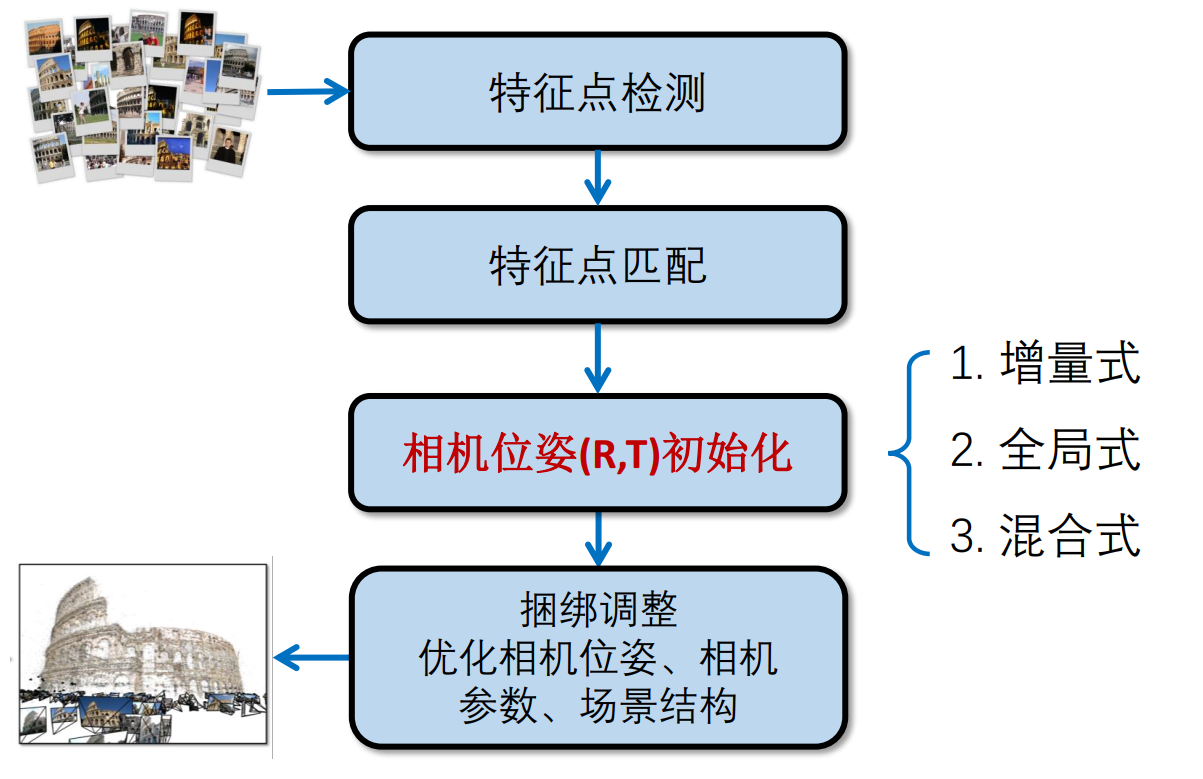 特征点检测
特征点匹配
相机位姿(R,T)初始化
1. 增量式
2. 全局式
3. 混合式
捆绑调整
优化相机位姿、相机
参数、场景结构